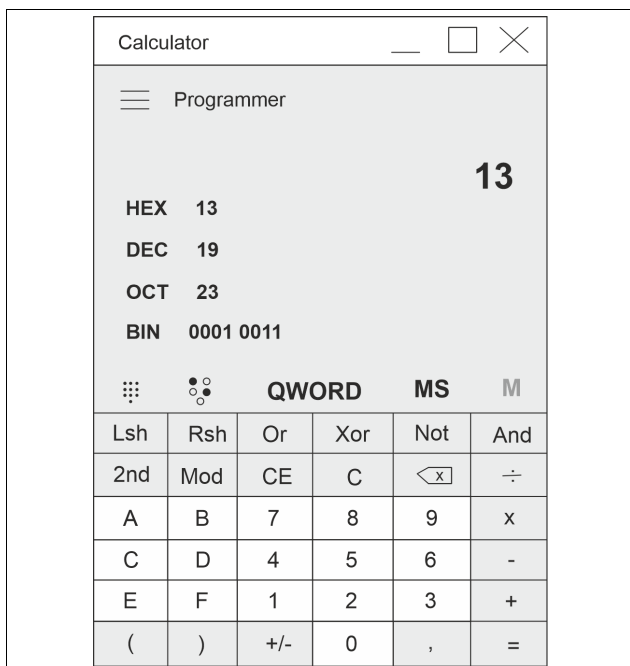 Calculator
Programmer
13
HEX 13
DEC 19
OCT 23
BIN 0001 0011
QWORD MS M
Lsh Rsh Or Xor Not And
2nd Mod CE C x ÷
A B 7 8 9 x
C D 4 5 6 -
E F 1 2 3 +
( ) +/- 0 , =